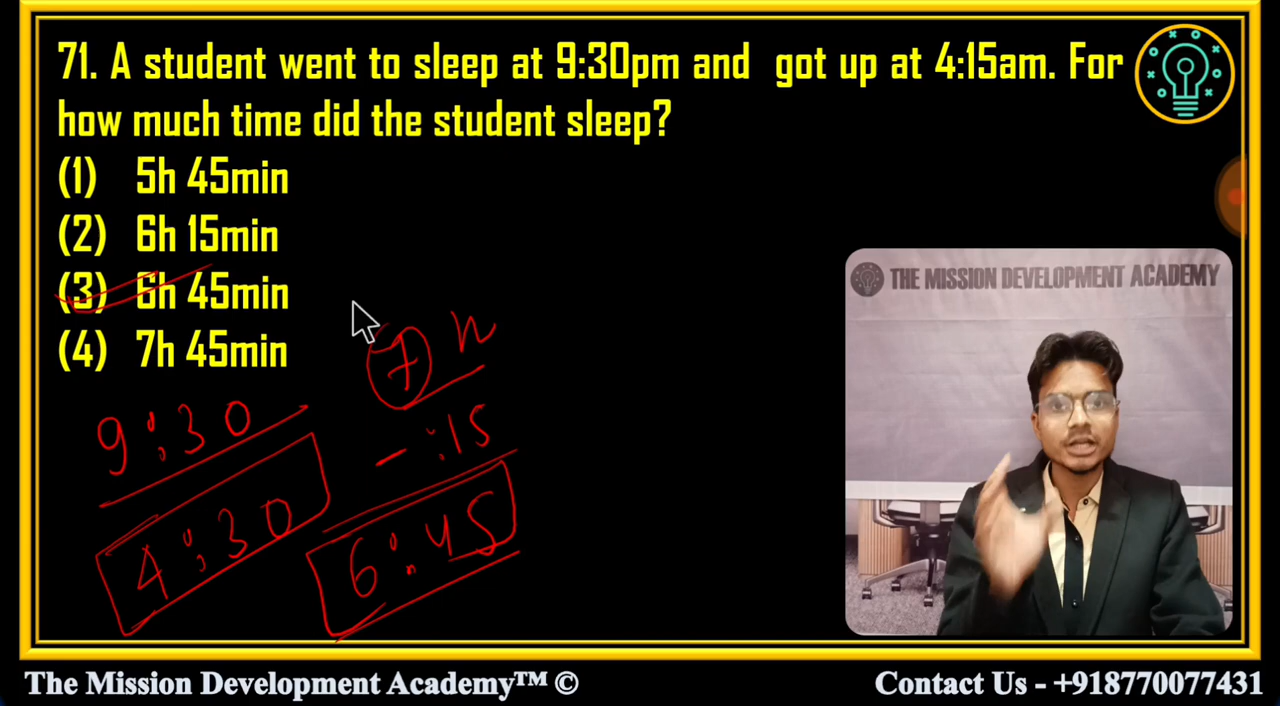 71. A student went to sleep at 9:30pm and got up at 4:15am. For
how much time did the student sleep?
(1) 5h 45min
(2) 6h 15min
(3) 6h 45min
(4) 7h 45min
7 h
9:30
- :15
4:30
6:45
THE MISSION DEVELOPMENT ACADEMY
The Mission Development Academy™ ©
Contact Us - +918770077431